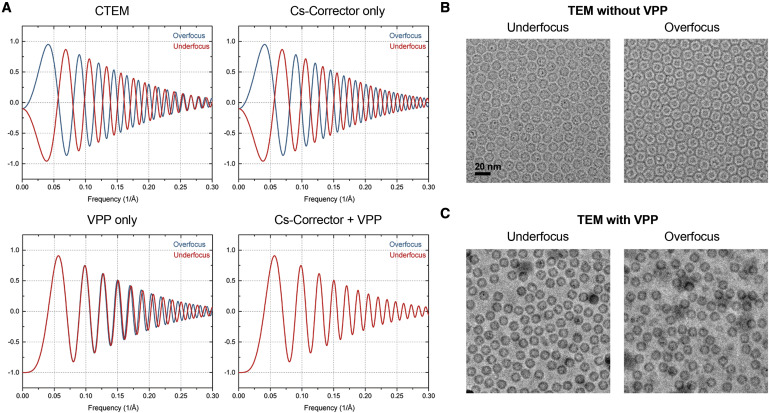 A
CTEM
Overfocus
Underfocus
1.0
0.5
0.0
-0.5
-1.0
0.00 0.05 0.10 0.15 0.20 0.25 0.30
Frequency (1/Å)
Cs-Corrector only
Overfocus
Underfocus
1.0
0.5
0.0
-0.5
-1.0
0.00 0.05 0.10 0.15 0.20 0.25 0.30
Frequency (1/Å)
VPP only
Overfocus
Underfocus
1.0
0.5
0.0
-0.5
-1.0
0.00 0.05 0.10 0.15 0.20 0.25 0.30
Frequency (1/Å)
Cs-Corrector + VPP
Overfocus
Underfocus
1.0
0.5
0.0
-0.5
-1.0
0.00 0.05 0.10 0.15 0.20 0.25 0.30
Frequency (1/Å)
B
TEM without VPP
Underfocus
Overfocus
20 nm
C
TEM with VPP
Underfocus
Overfocus